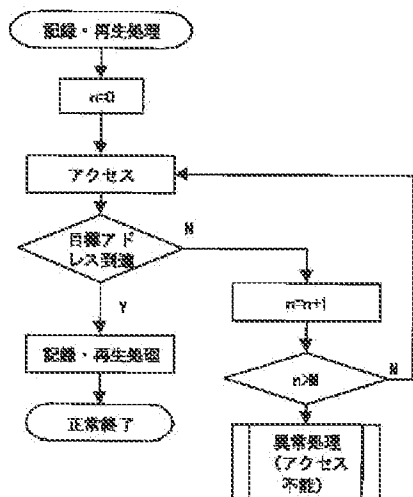 記録・再生処理
n=0
アクセス
目標アド
レス到達
N
Y
n=n+1
記録・再生処理
n>N
N
正常終了
異常処理
(アクセス
不能)